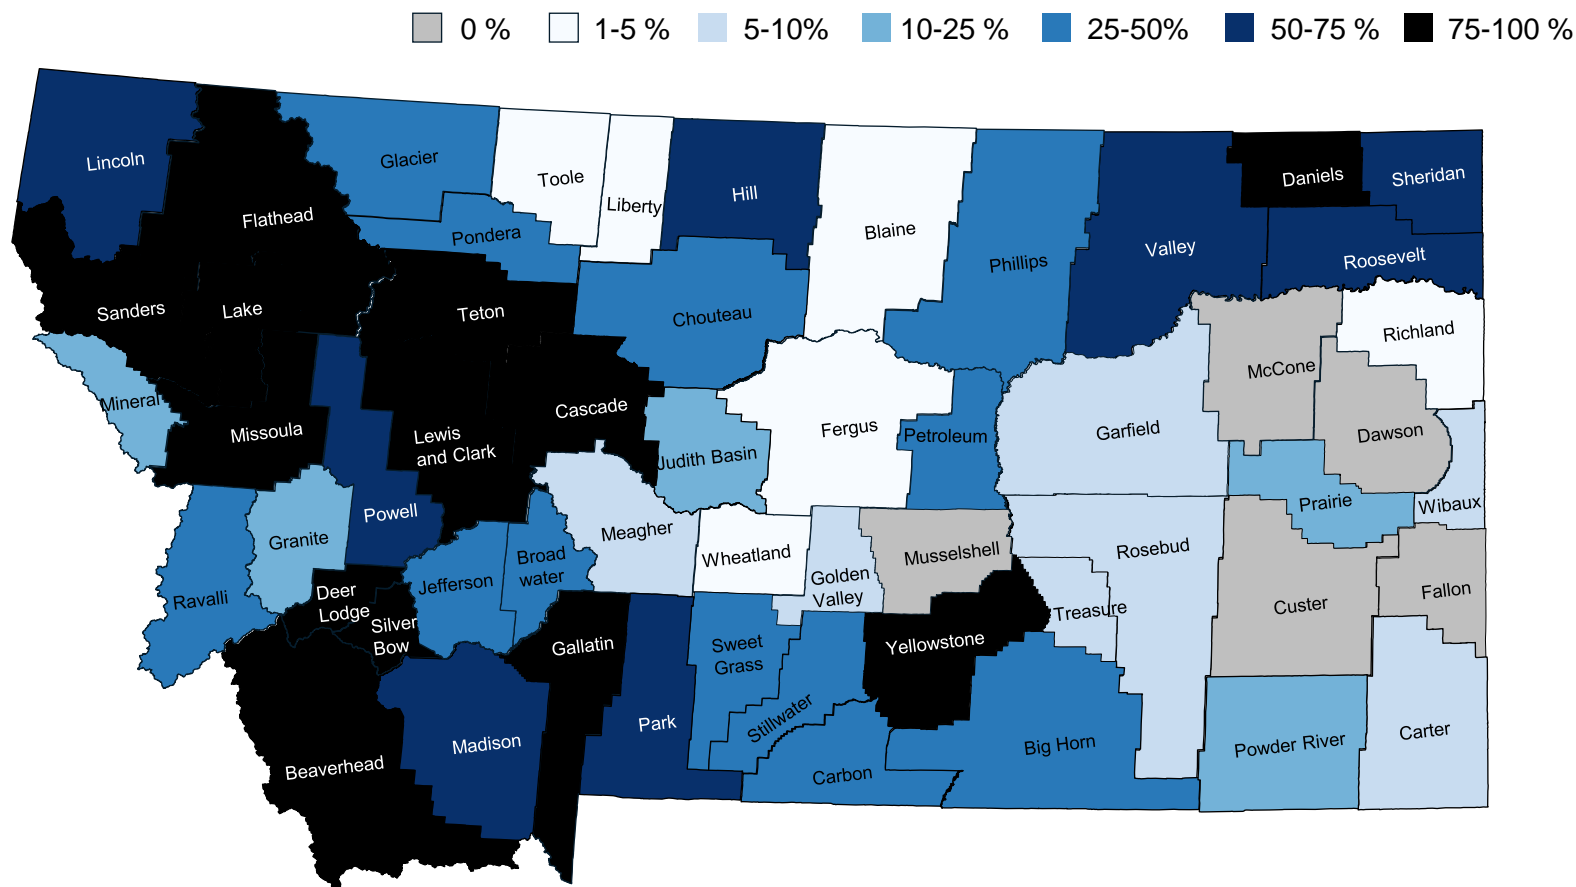 0 % 1-5 % 5-10% 10-25 % 25-50% 50-75 % 75-100 %
Lincoln
Glacier
Toole
Liberty
Hill
Daniels
Sheridan
Flathead
Pondera
Blaine
Phillips
Valley
Roosevelt
Sanders
Lake
Teton
Chouteau
Richland
McCone
Mineral
Missoula
Lewis
and Clark
Cascade
Judith Basin
Fergus
Petroleum
Garfield
Dawson
Powell
Granite
Meagher
Wheatland
Golden
Valley
Musselshell
Rosebud
Prairie
Wibaux
Ravalli
Deer
Lodge
Silver
Bow
Jefferson
Broad
water
Treasure
Custer
Fallon
Gallatin
Sweet
Grass
Yellowstone
Beaverhead
Madison
Park
Stillwater
Carbon
Big Horn
Powder River
Carter